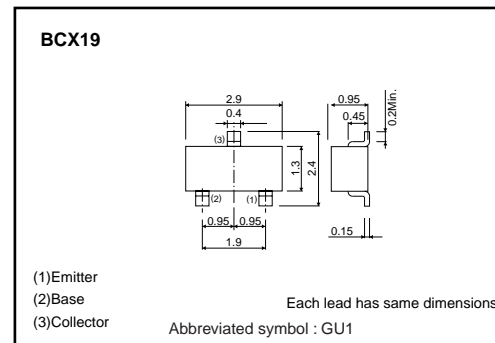 BCX19
2.9
0.4
(3)
0.95
0.45
0.2Min.
1.3
2.4
(2)
(1)
0.95
0.95
1.9
0.15
(1)Emitter
(2)Base
(3)Collector
Each lead has same dimensions
Abbreviated symbol : GU1